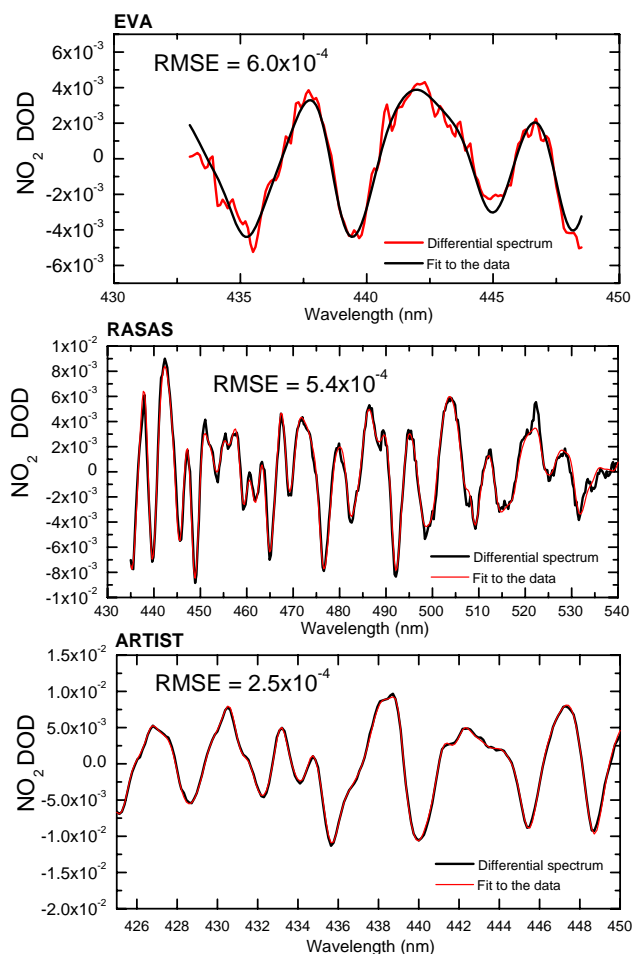 EVA
RMSE = 6.0x10⁻⁴
NO₂ DOD
6x10⁻³
4x10⁻³
2x10⁻³
0
-2x10⁻³
-4x10⁻³
-6x10⁻³
Differential spectrum
Fit to the data
430 435 440 445 450
Wavelength (nm)
RASAS
RMSE = 5.4x10⁻⁴
NO₂ DOD
1x10⁻²
8x10⁻³
6x10⁻³
4x10⁻³
2x10⁻³
0
-2x10⁻³
-4x10⁻³
-6x10⁻³
-8x10⁻³
-1x10⁻²
Differential spectrum
Fit to the data
430 440 450 460 470 480 490 500 510 520 530 540
Wavelength (nm)
ARTIST
RMSE = 2.5x10⁻⁴
NO₂ DOD
1.5x10⁻²
1.0x10⁻²
5.0x10⁻³
0.0
-5.0x10⁻³
-1.0x10⁻²
-1.5x10⁻²
-2.0x10⁻²
Differential spectrum
Fit to the data
426 428 430 432 434 436 438 440 442 444 446 448 450
Wavelength (nm)